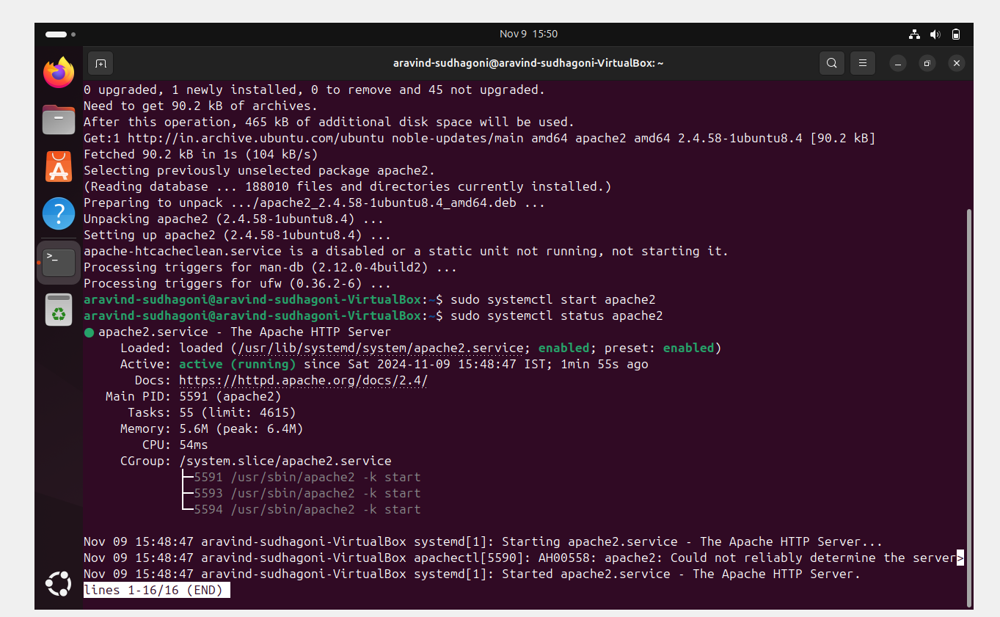 Nov 9 15:50
aravind-sudhagoni@aravind-sudhagoni-VirtualBox: ~
0 upgraded, 1 newly installed, 0 to remove and 45 not upgraded.
Need to get 90.2 kB of archives.
After this operation, 465 kB of additional disk space will be used.
Get:1 http://in.archive.ubuntu.com/ubuntu noble-updates/main amd64 apache2 amd64 2.4.58-1ubuntu8.4 [90.2 kB]
Fetched 90.2 kB in 1s (104 kB/s)
Selecting previously unselected package apache2.
(Reading database ... 188010 files and directories currently installed.)
Preparing to unpack .../apache2_2.4.58-1ubuntu8.4_amd64.deb ...
Unpacking apache2 (2.4.58-1ubuntu8.4) ...
Setting up apache2 (2.4.58-1ubuntu8.4) ...
apache-htcacheclean.service is a disabled or a static unit not running, not starting it.
Processing triggers for man-db (2.12.0-4build2) ...
Processing triggers for ufw (0.36.2-6) ...
aravind-sudhagoni@aravind-sudhagoni-VirtualBox:~$ sudo systemctl start apache2
aravind-sudhagoni@aravind-sudhagoni-VirtualBox:~$ sudo systemctl status apache2
● apache2.service - The Apache HTTP Server
Loaded: loaded (/usr/lib/systemd/system/apache2.service; enabled; preset: enabled)
Active: active (running) since Sat 2024-11-09 15:48:47 IST; 1min 55s ago
Docs: https://httpd.apache.org/docs/2.4/
Main PID: 5591 (apache2)
Tasks: 55 (limit: 4615)
Memory: 5.6M (peak: 6.4M)
CPU: 54ms
CGroup: /system.slice/apache2.service
├─5591 /usr/sbin/apache2 -k start
├─5593 /usr/sbin/apache2 -k start
└─5594 /usr/sbin/apache2 -k start
Nov 09 15:48:47 aravind-sudhagoni-VirtualBox systemd[1]: Starting apache2.service - The Apache HTTP Server...
Nov 09 15:48:47 aravind-sudhagoni-VirtualBox apachectl[5590]: AH00558: apache2: Could not reliably determine the server>
Nov 09 15:48:47 aravind-sudhagoni-VirtualBox systemd[1]: Started apache2.service - The Apache HTTP Server.
lines 1-16/16 (END)